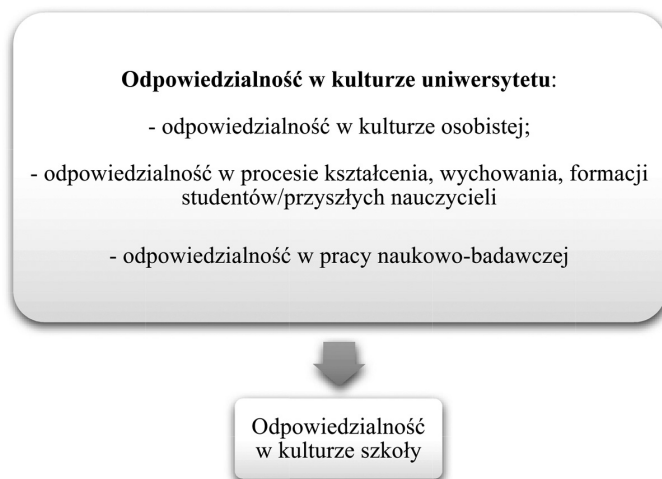 Odpowiedzialność w kulturze uniwersytetu:
- odpowiedzialność w kulturze osobistej;
- odpowiedzialność w procesie kształcenia, wychowania, formacji
studentów/przyszłych nauczycieli
- odpowiedzialność w pracy naukowo-badawczej
Odpowiedzialność
w kulturze szkoły